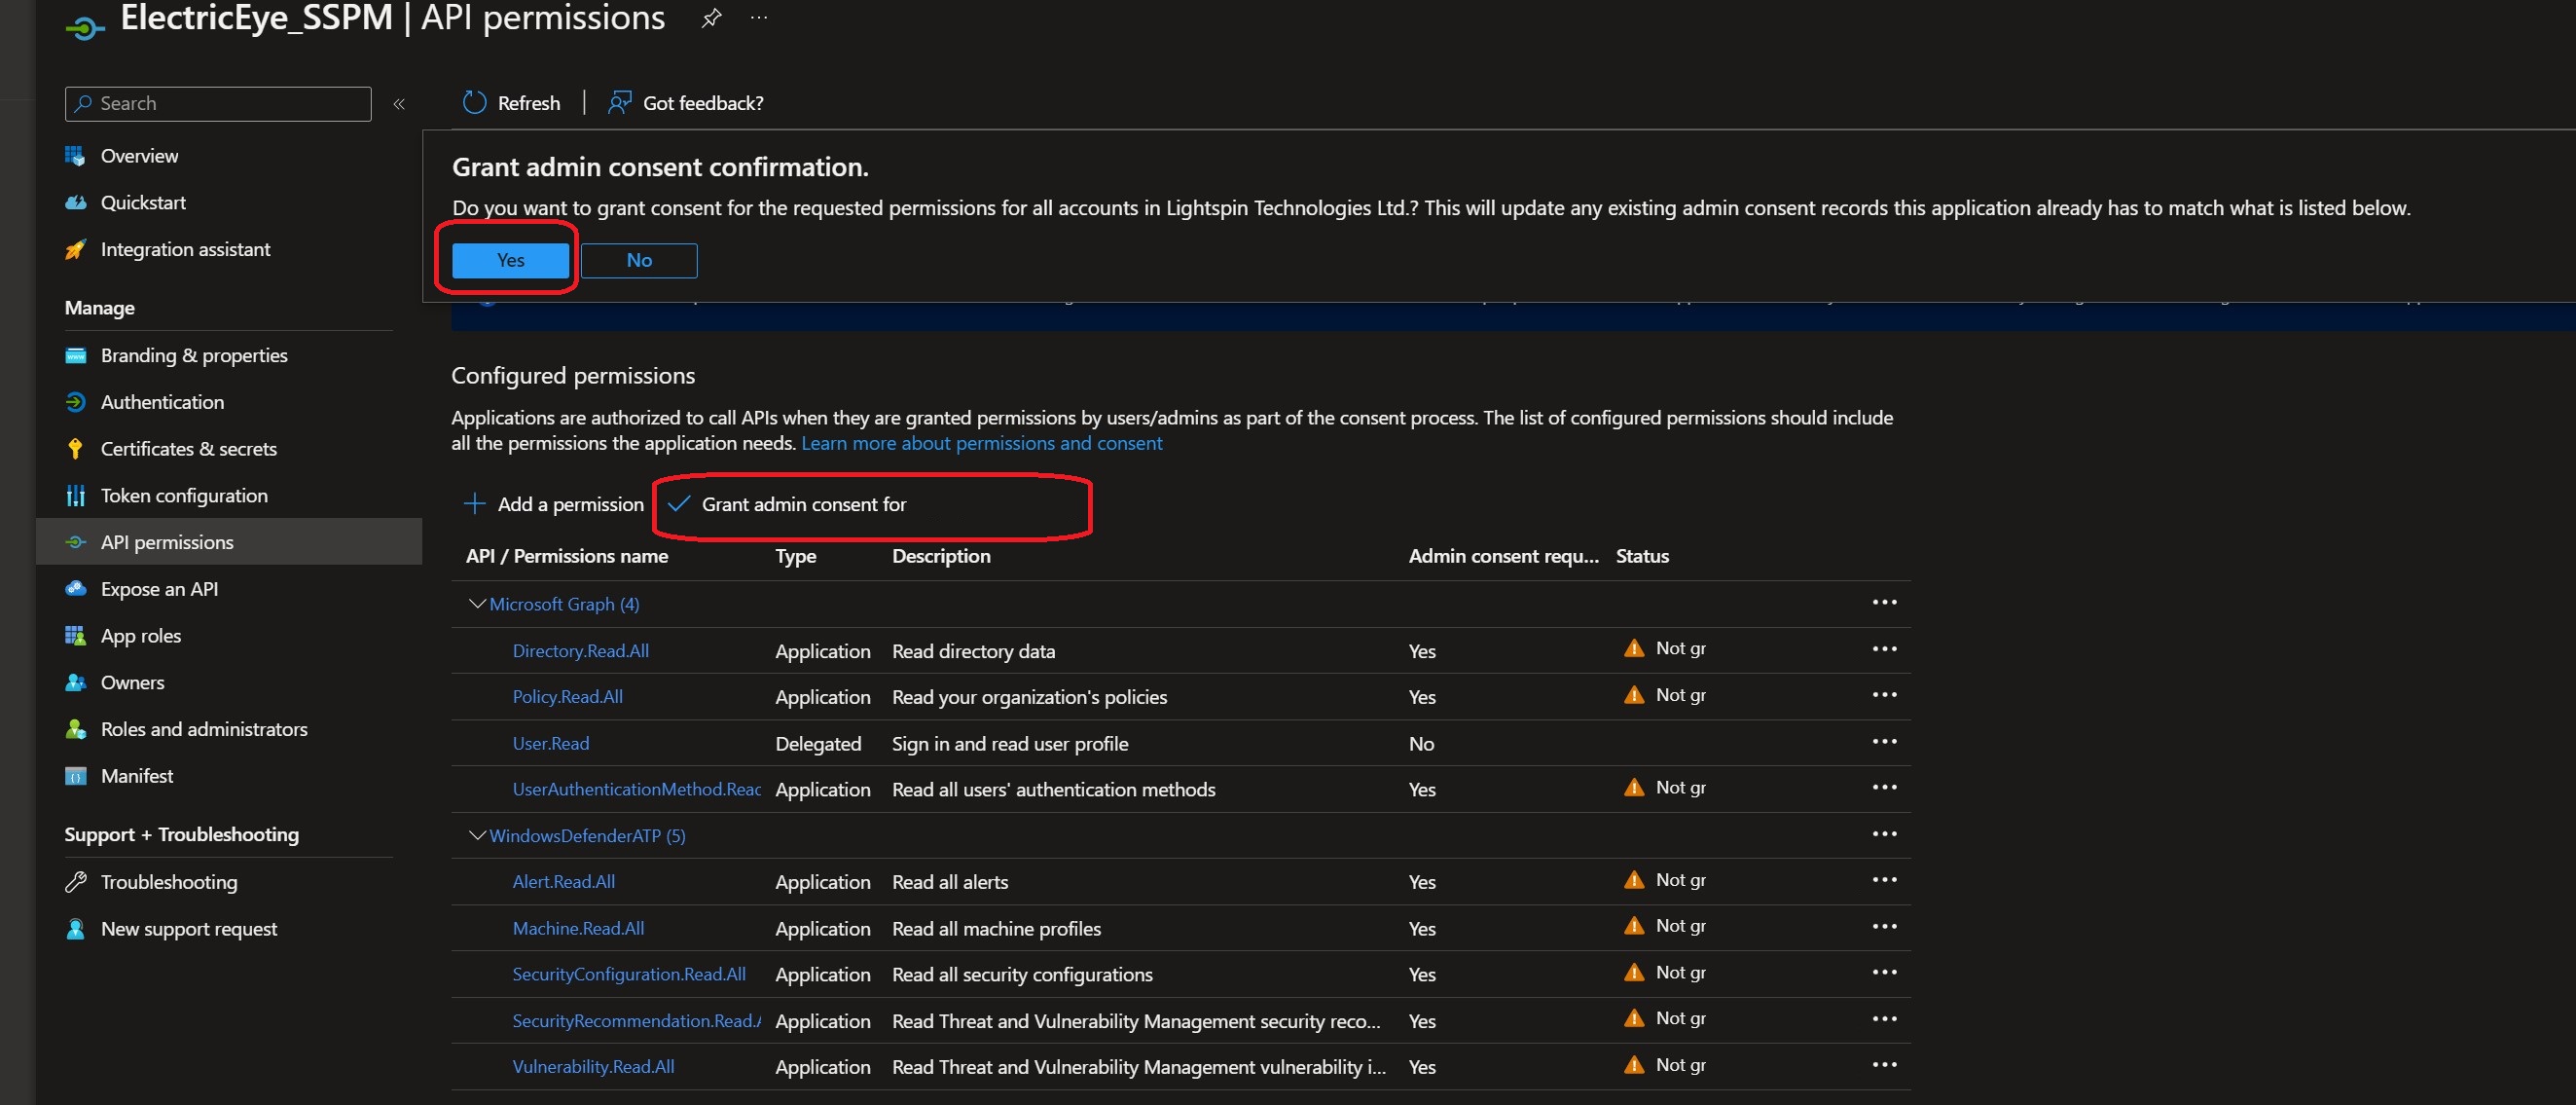 ElectricEye_SSPM | API permissions
Search
Refresh
Got feedback?
Overview
Quickstart
Integration assistant
Manage
Branding & properties
Authentication
Certificates & secrets
Token configuration
API permissions
Expose an API
App roles
Owners
Roles and administrators
Manifest
Support + Troubleshooting
Troubleshooting
New support request
Grant admin consent confirmation.
Do you want to grant consent for the requested permissions for all accounts in Lightspin Technologies Ltd.? This will update any existing admin consent records this application already has to match what is listed below.
Yes
No
Configured permissions
Applications are authorized to call APIs when they are granted permissions by users/admins as part of the consent process. The list of configured permissions should include
all the permissions the application needs. Learn more about permissions and consent
Add a permission
Grant admin consent for
API / Permissions name Type Description Admin consent requ... Status
Microsoft Graph (4)
Directory.Read.All Application Read directory data Yes Not gr
Policy.Read.All Application Read your organization's policies Yes Not gr
User.Read Delegated Sign in and read user profile No
UserAuthenticationMethod.Read Application Read all users' authentication methods Yes Not gr
WindowsDefenderATP (5)
Alert.Read.All Application Read all alerts Yes Not gr
Machine.Read.All Application Read all machine profiles Yes Not gr
SecurityConfiguration.Read.All Application Read all security configurations Yes Not gr
SecurityRecommendation.Read. Application Read Threat and Vulnerability Management security reco... Yes Not gr
Vulnerability.Read.All Application Read Threat and Vulnerability Management vulnerability i... Yes Not gr